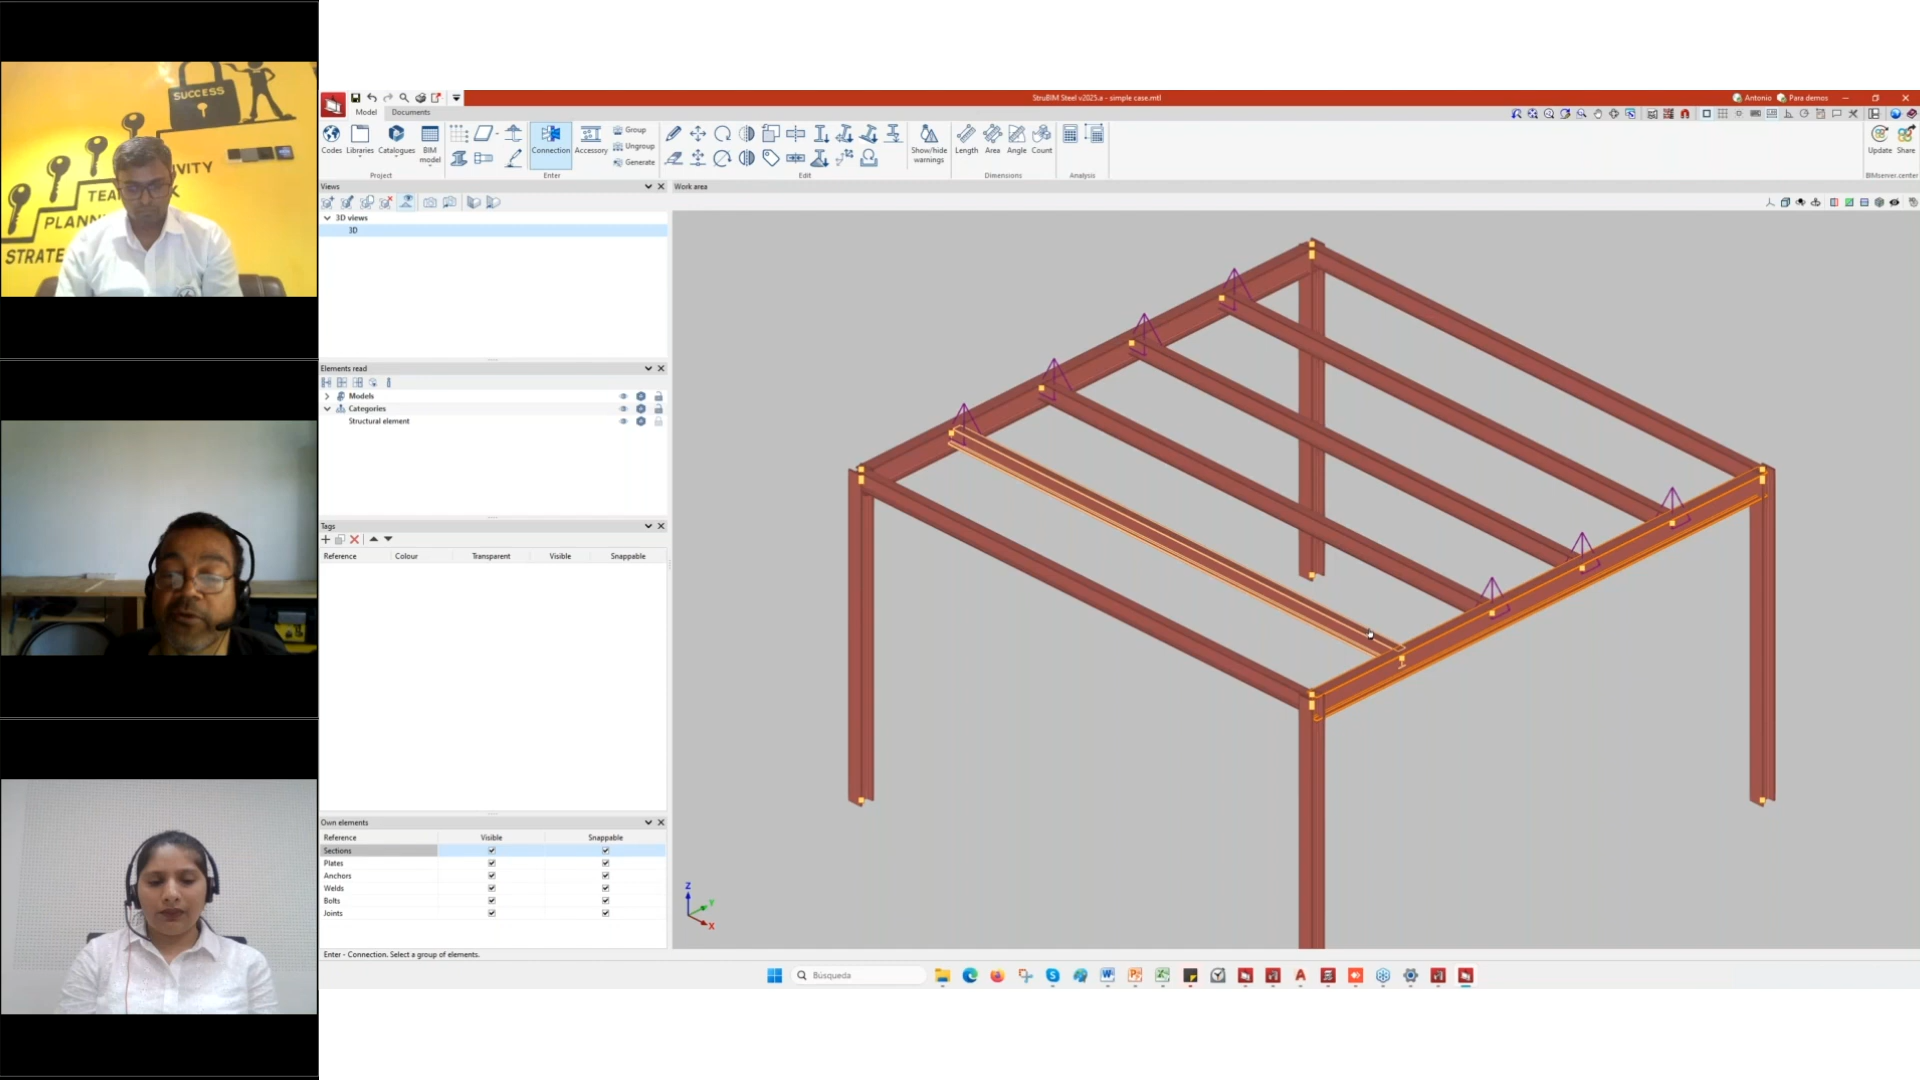 SUCCESS
IVITY
TEA
K
PLANN
STRATE
StruBIM Steel v2025.a - simple case.mtl
Antonio
Para demos
Model
Documents
Codes
Libraries
Catalogues
BIM model
Project
Connection
Accessory
Group
Ungroup
Generate
Enter
Edit
Show/hide warnings
Length
Area
Angle
Count
Dimensions
Analysis
Update
Share
BIMserver.center
Views
Work area
3D views
3D
Elements read
Models
Categories
Structural element
Tags
Reference Colour Transparent Visible Snappable
Own elements
Reference Visible Snappable
Sections
Plates
Anchors
Welds
Bolts
Joints
Z
Y
X
Enter - Connection. Select a group of elements.
Búsqueda